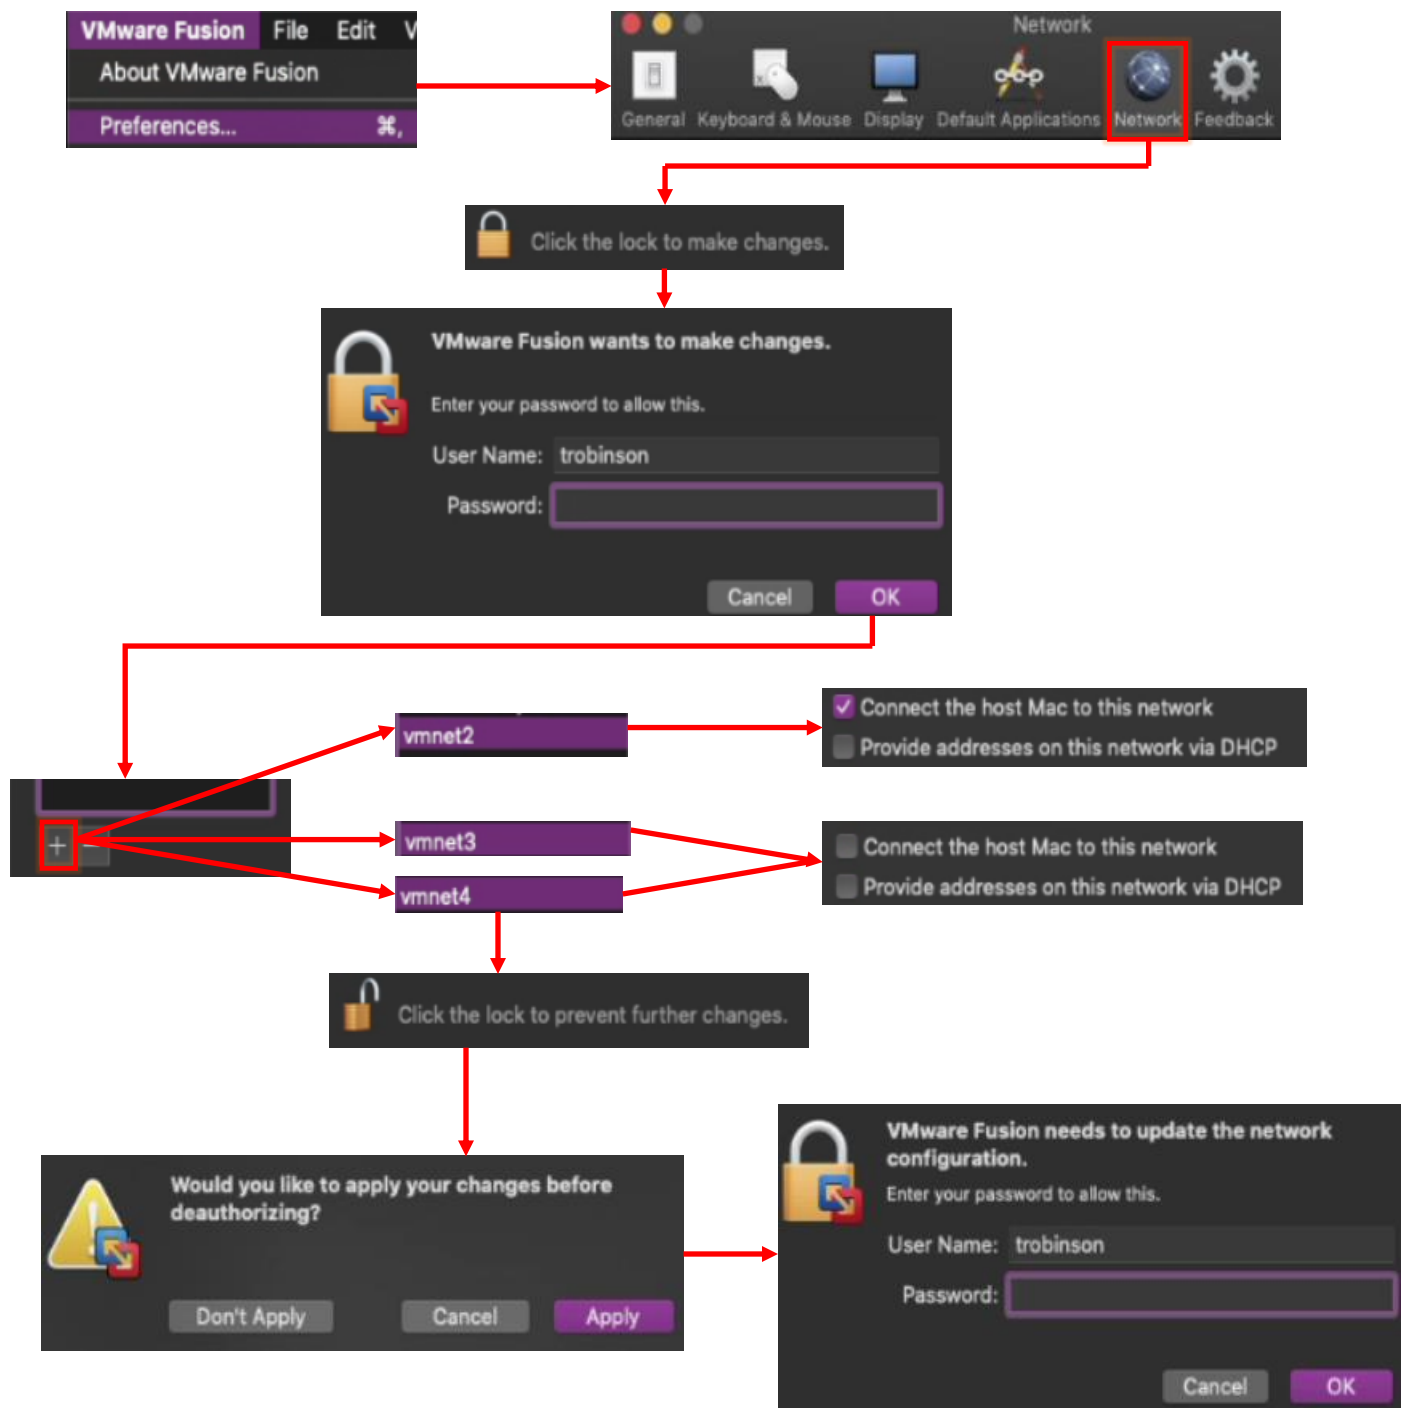 VMware Fusion File Edit V
About VMware Fusion
Preferences... ⌘,
Network
General Keyboard & Mouse Display Default Applications Network Feedback
Click the lock to make changes.
VMware Fusion wants to make changes.
Enter your password to allow this.
User Name: trobinson
Password:
Cancel OK
vmnet2
Connect the host Mac to this network
Provide addresses on this network via DHCP
+ −
vmnet3
vmnet4
Connect the host Mac to this network
Provide addresses on this network via DHCP
Click the lock to prevent further changes.
Would you like to apply your changes before
deauthorizing?
Don't Apply Cancel Apply
VMware Fusion needs to update the network
configuration.
Enter your password to allow this.
User Name: trobinson
Password:
Cancel OK